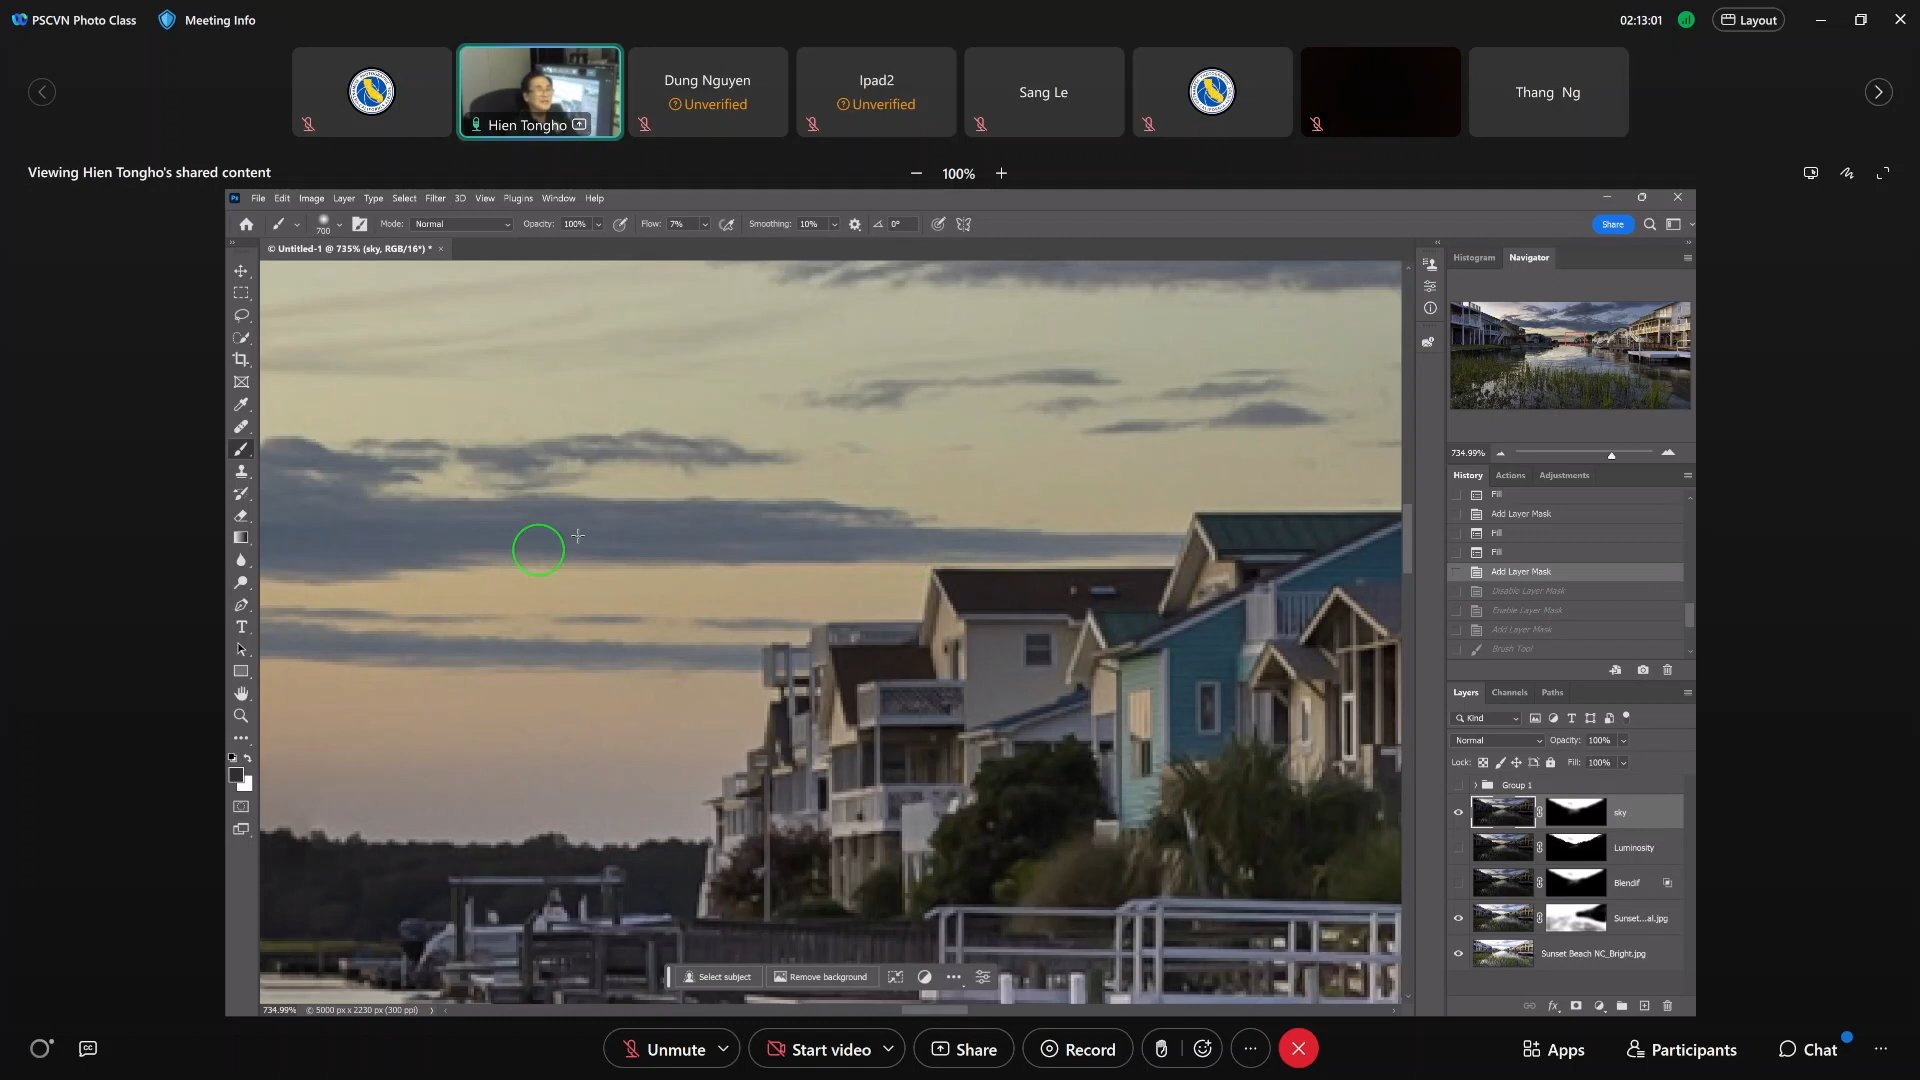 PSCVN Photo Class
Meeting Info
02:13:01
Layout
Hien Tongho
Dung Nguyen
Unverified
Ipad2
Unverified
Sang Le
Thang Ng
Viewing Hien Tongho's shared content
100%
File Edit Image Layer Type Select Filter 3D View Plugins Window Help
700
Mode: Normal
Opacity: 100%
Flow: 7%
Smoothing: 10%
0°
Share
© Untitled-1 @ 735% (sky, RGB/16*) *
Histogram Navigator
734.99%
History Actions Adjustments
Fill
Add Layer Mask
Fill
Fill
Add Layer Mask
Disable Layer Mask
Enable Layer Mask
Add Layer Mask
Brush Tool
Layers Channels Paths
Kind
Normal
Opacity: 100%
Lock:
Fill: 100%
Group 1
sky
Luminosity
Blendif
Sunset...al.jpg
Sunset Beach NC_Bright.jpg
Select subject
Remove background
734.99%
© 5000 px x 2230 px (300 ppi)
Unmute
Start video
Share
Record
Apps
Participants
Chat